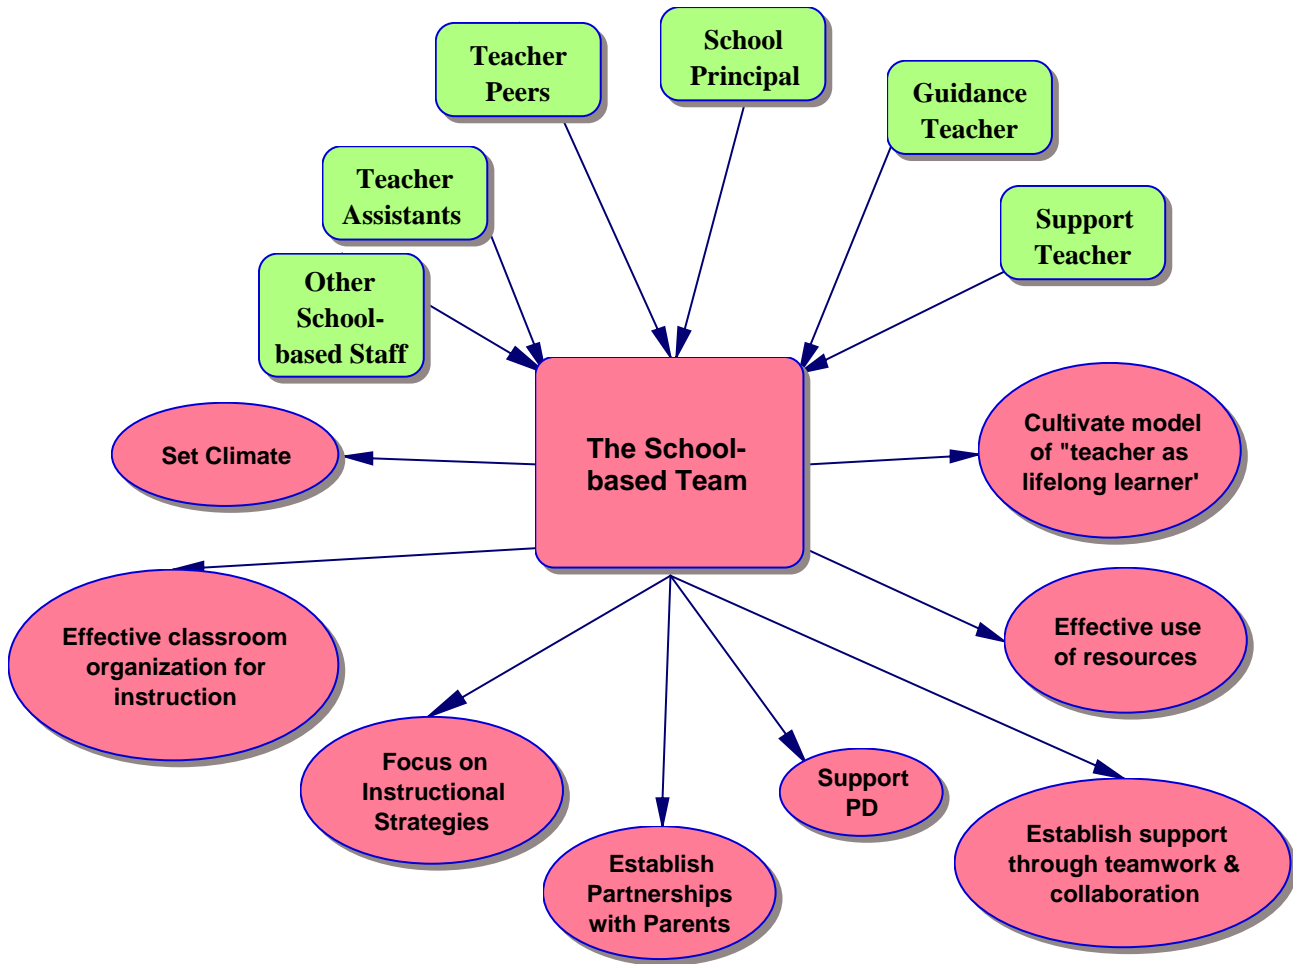 School
Principal
Teacher
Peers
Guidance
Teacher
Teacher
Assistants
Support
Teacher
Other
School-
based Staff
The School-
based Team
Set Climate
Cultivate model
of "teacher as
lifelong learner'
Effective classroom
organization for
instruction
Effective use
of resources
Focus on
Instructional
Strategies
Support
PD
Establish
Partnerships
with Parents
Establish support
through teamwork &
collaboration